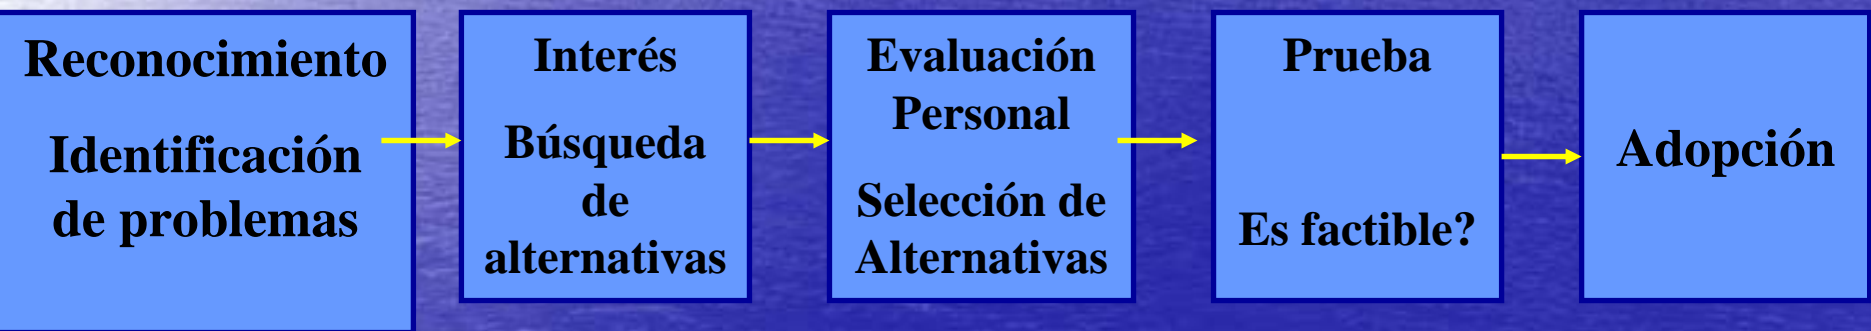 Reconocimiento
Identificación
de problemas
Interés
Búsqueda
de
alternativas
Evaluación
Personal
Selección de
Alternativas
Prueba
Es factible?
Adopción